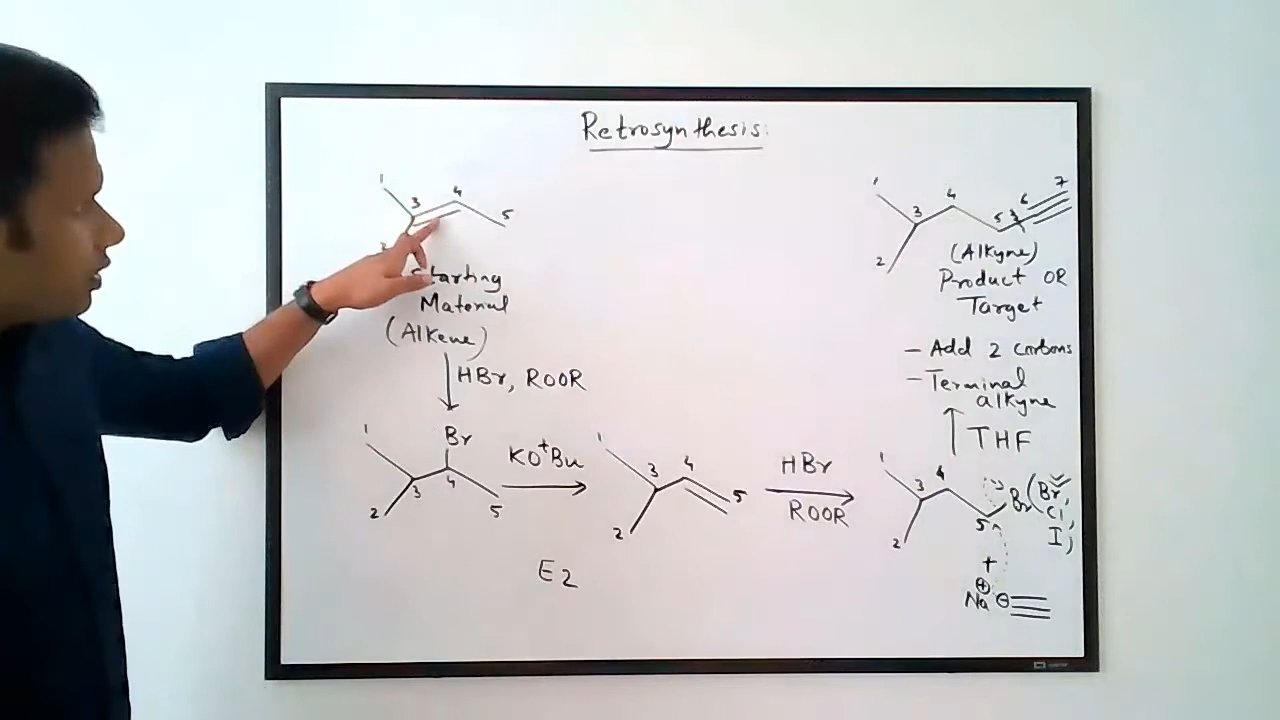 Retrosynthesis:
1
3
4
5
Starting
Material
(Alkene)
HBr, ROOR
1
2
3
4
5
6
7
(Alkyne)
Product OR
Target
- Add 2 carbons
- Terminal
alkyne
THF
1
2
3
Br
4
5
KO⁺Bu
E2
1
2
3
4
5
HBr
ROOR
1
2
3
4
5
Br(Br,
Cl,
I,)
+
⊕
Na ⊖